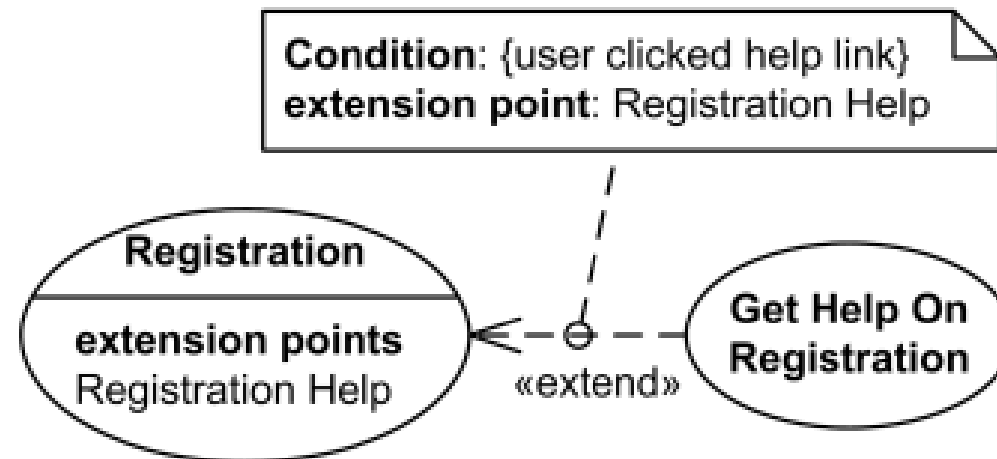 Condition: {user clicked help link}
extension point: Registration Help
Registration
extension points
Registration Help
«extend»
Get Help On
Registration